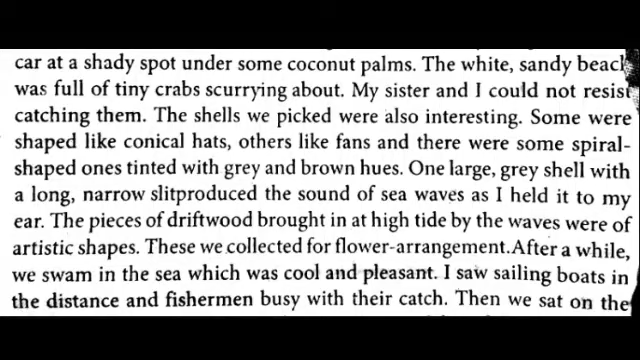 car at a shady spot under some coconut palms. The white, sandy beach
was full of tiny crabs scurrying about. My sister and I could not resist
catching them. The shells we picked were also interesting. Some were
shaped like conical hats, others like fans and there were some spiral-
shaped ones tinted with grey and brown hues. One large, grey shell with
a long, narrow slitproduced the sound of sea waves as I held it to my
ear. The pieces of driftwood brought in at high tide by the waves were of
artistic shapes. These we collected for flower-arrangement.After a while,
we swam in the sea which was cool and pleasant. I saw sailing boats in
the distance and fishermen busy with their catch. Then we sat on the